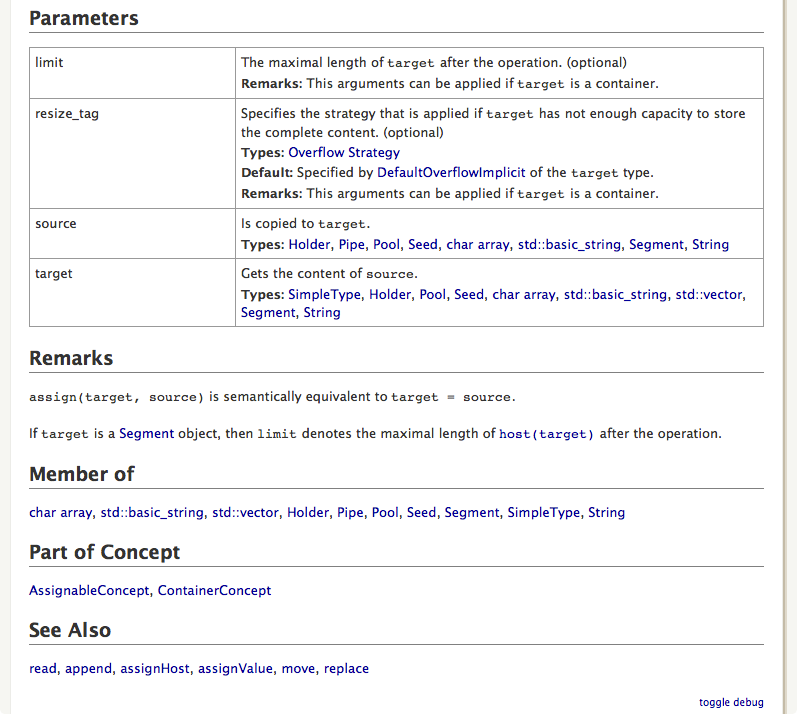 Parameters
limit
The maximal length of target after the operation. (optional)
Remarks: This arguments can be applied if target is a container.
resize_tag
Specifies the strategy that is applied if target has not enough capacity to store
the complete content. (optional)
Types: Overflow Strategy
Default: Specified by DefaultOverflowImplicit of the target type.
Remarks: This arguments can be applied if target is a container.
source
Is copied to target.
Types: Holder, Pipe, Pool, Seed, char array, std::basic_string, Segment, String
target
Gets the content of source.
Types: SimpleType, Holder, Pool, Seed, char array, std::basic_string, std::vector,
Segment, String
Remarks
assign(target, source) is semantically equivalent to target = source.
If target is a Segment object, then limit denotes the maximal length of host(target) after the operation.
Member of
char array, std::basic_string, std::vector, Holder, Pipe, Pool, Seed, Segment, SimpleType, String
Part of Concept
AssignableConcept, ContainerConcept
See Also
read, append, assignHost, assignValue, move, replace
toggle debug